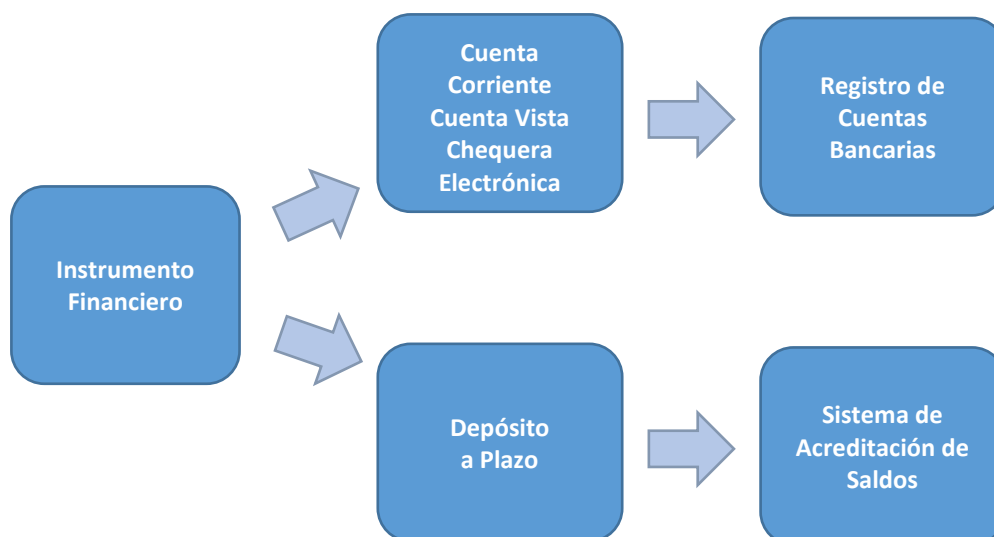 Cuenta
Corriente
Cuenta Vista
Chequera
Electrónica
Registro de
Cuentas
Bancarias
Instrumento
Financiero
Depósito
a Plazo
Sistema de
Acreditación de
Saldos